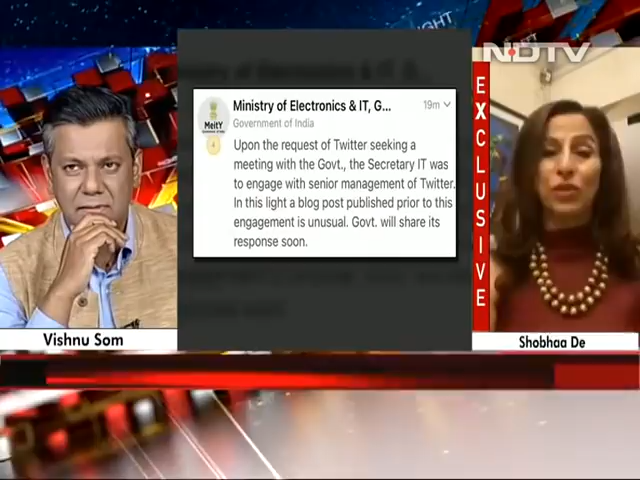 NDTV
EXCLUSIVE
MeitY
Ministry of Electronics & IT, G...
19m
Government of India
Upon the request of Twitter seeking a
meeting with the Govt., the Secretary IT was
to engage with senior management of Twitter.
In this light a blog post published prior to this
engagement is unusual. Govt. will share its
response soon.
Vishnu Som
Shobhaa De